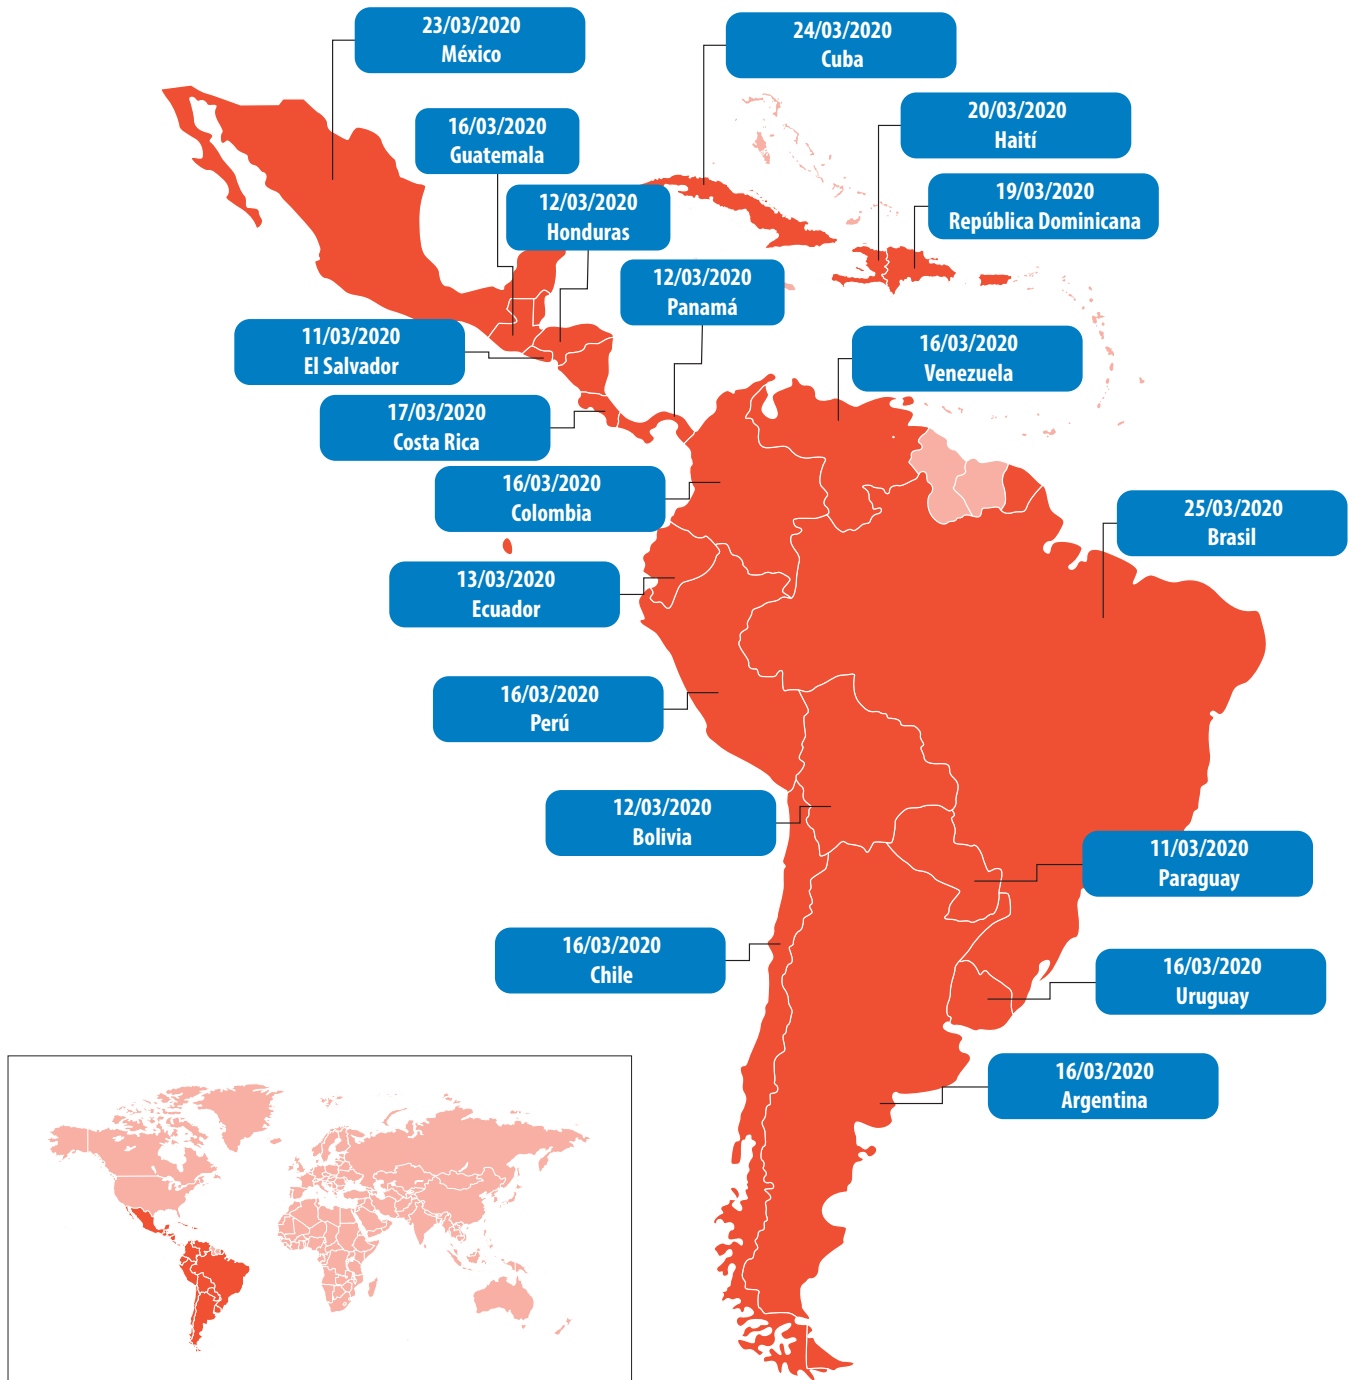 23/03/2020
México
24/03/2020
Cuba
16/03/2020
Guatemala
20/03/2020
Haití
12/03/2020
Honduras
19/03/2020
República Dominicana
12/03/2020
Panamá
11/03/2020
El Salvador
16/03/2020
Venezuela
17/03/2020
Costa Rica
16/03/2020
Colombia
25/03/2020
Brasil
13/03/2020
Ecuador
16/03/2020
Perú
12/03/2020
Bolivia
11/03/2020
Paraguay
16/03/2020
Chile
16/03/2020
Uruguay
16/03/2020
Argentina